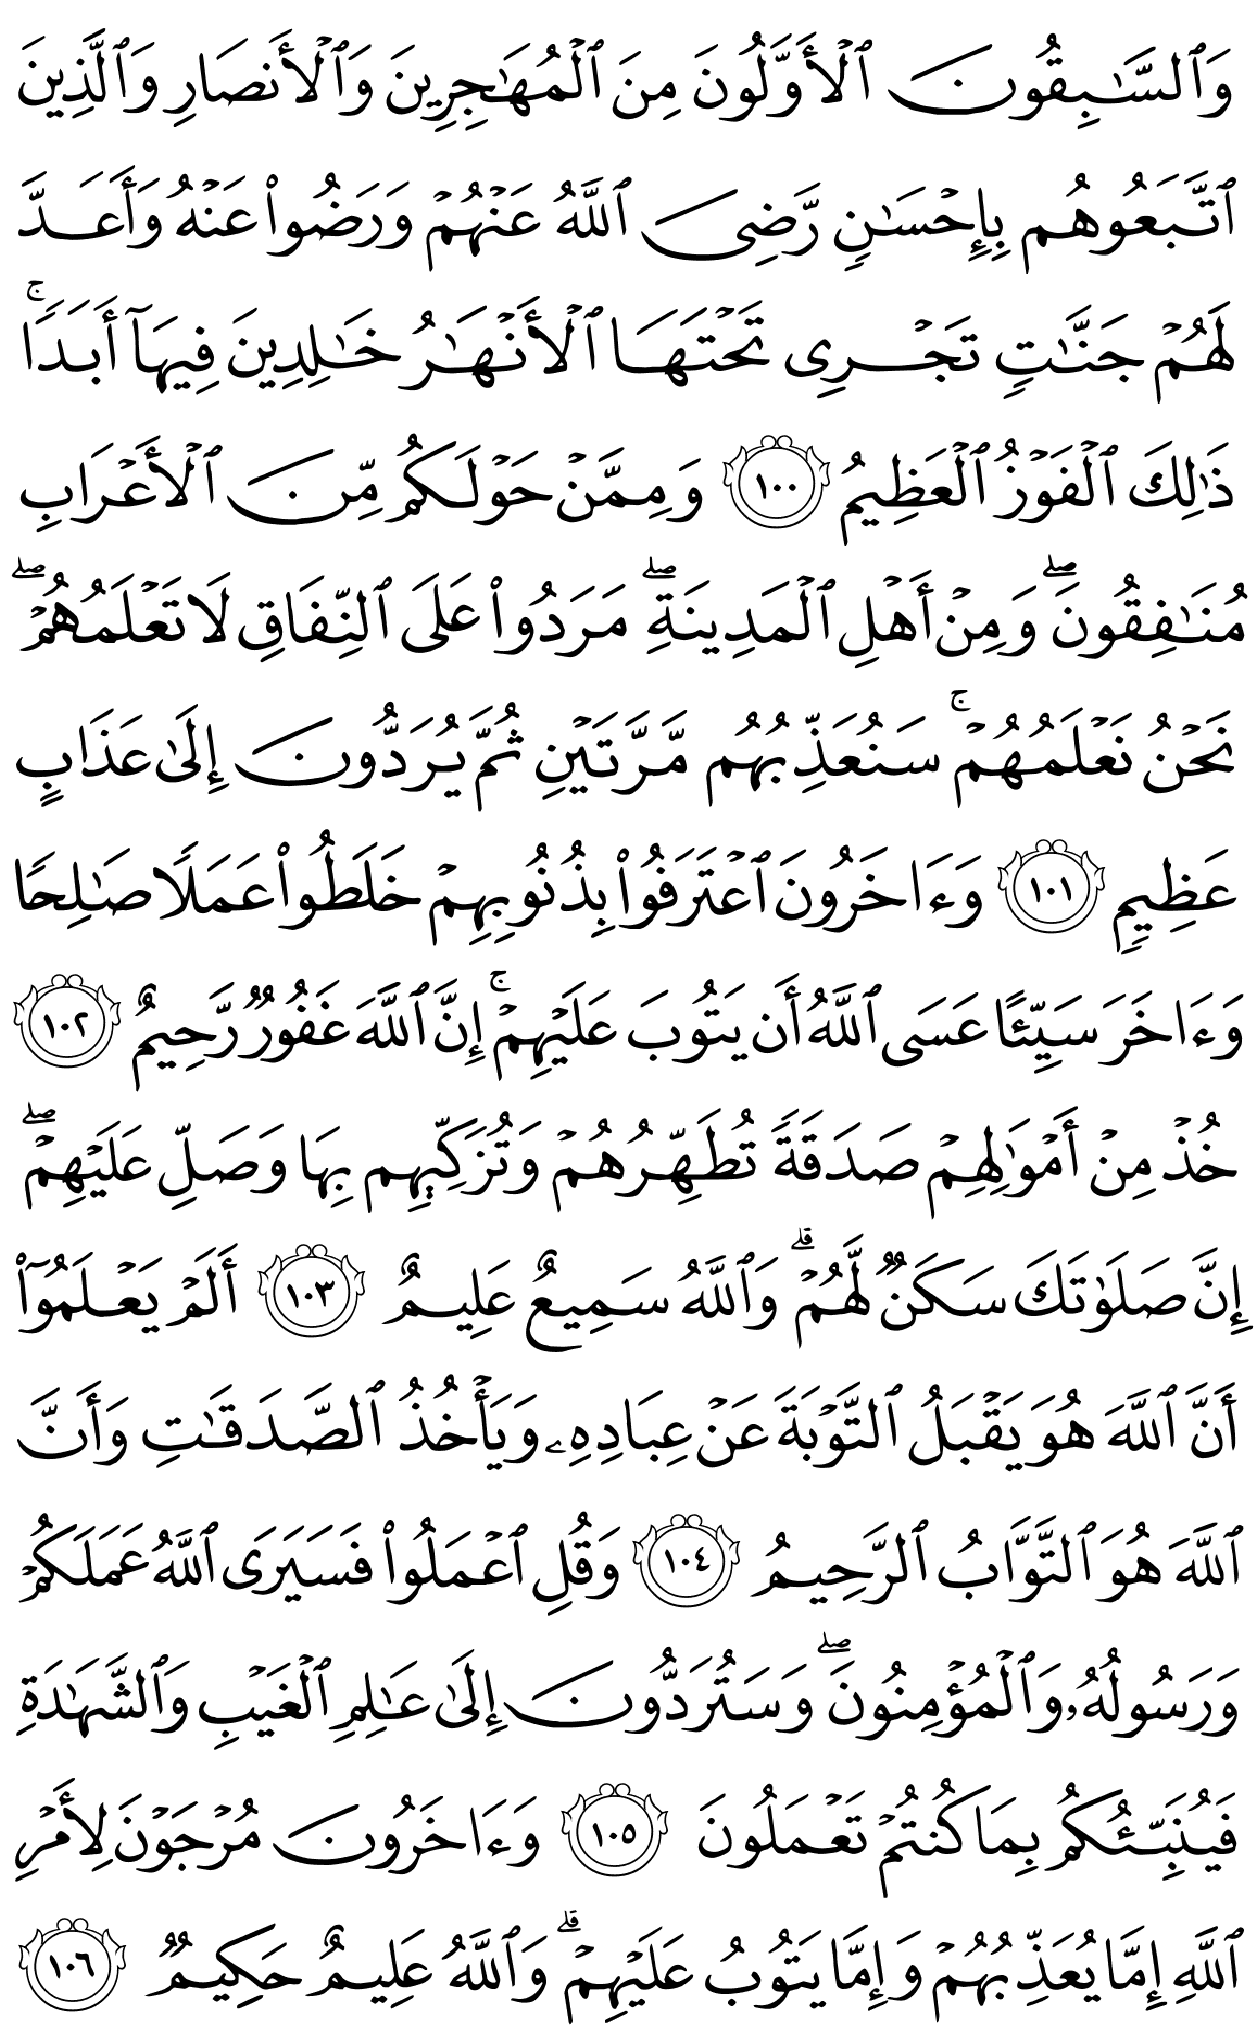 وَٱلسَّـٰبِقُونَ ٱلْأَوَّلُونَ مِنَ ٱلْمُهَـٰجِرِينَ وَٱلْأَنصَارِ وَٱلَّذِينَ
ٱتَّبَعُوهُم بِإِحْسَـٰنٍ رَّضِىَ ٱللَّهُ عَنْهُمْ وَرَضُوا۟ عَنْهُ وَأَعَدَّ
لَهُمْ جَنَّـٰتٍ تَجْرِى تَحْتَهَا ٱلْأَنْهَـٰرُ خَـٰلِدِينَ فِيهَآ أَبَدًا ۚ
ذَٰلِكَ ٱلْفَوْزُ ٱلْعَظِيمُ ١٠٠ وَمِمَّنْ حَوْلَكُم مِّنَ ٱلْأَعْرَابِ
مُنَـٰفِقُونَ ۖ وَمِنْ أَهْلِ ٱلْمَدِينَةِ ۖ مَرَدُوا۟ عَلَى ٱلنِّفَاقِ لَا تَعْلَمُهُمْ ۖ
نَحْنُ نَعْلَمُهُمْ ۚ سَنُعَذِّبُهُم مَّرَّتَيْنِ ثُمَّ يُرَدُّونَ إِلَىٰ عَذَابٍ
عَظِيمٍ ١٠١ وَءَاخَرُونَ ٱعْتَرَفُوا۟ بِذُنُوبِهِمْ خَلَطُوا۟ عَمَلًا صَـٰلِحًا
وَءَاخَرَ سَيِّئًا عَسَى ٱللَّهُ أَن يَتُوبَ عَلَيْهِمْ ۚ إِنَّ ٱللَّهَ غَفُورٌ رَّحِيمٌ ١٠٢
خُذْ مِنْ أَمْوَٰلِهِمْ صَدَقَةً تُطَهِّرُهُمْ وَتُزَكِّيهِم بِهَا وَصَلِّ عَلَيْهِمْ ۖ
إِنَّ صَلَوٰتَكَ سَكَنٌ لَّهُمْ ۗ وَٱللَّهُ سَمِيعٌ عَلِيمٌ ١٠٣ أَلَمْ يَعْلَمُوٓا۟
أَنَّ ٱللَّهَ هُوَ يَقْبَلُ ٱلتَّوْبَةَ عَنْ عِبَادِهِۦ وَيَأْخُذُ ٱلصَّدَقَـٰتِ وَأَنَّ
ٱللَّهَ هُوَ ٱلتَّوَّابُ ٱلرَّحِيمُ ١٠٤ وَقُلِ ٱعْمَلُوا۟ فَسَيَرَى ٱللَّهُ عَمَلَكُمْ
وَرَسُولُهُۥ وَٱلْمُؤْمِنُونَ ۖ وَسَتُرَدُّونَ إِلَىٰ عَـٰلِمِ ٱلْغَيْبِ وَٱلشَّهَـٰدَةِ
فَيُنَبِّئُكُم بِمَا كُنتُمْ تَعْمَلُونَ ١٠٥ وَءَاخَرُونَ مُرْجَوْنَ لِأَمْرِ
ٱللَّهِ إِمَّا يُعَذِّبُهُمْ وَإِمَّا يَتُوبُ عَلَيْهِمْ ۗ وَٱللَّهُ عَلِيمٌ حَكِيمٌ ١٠٦